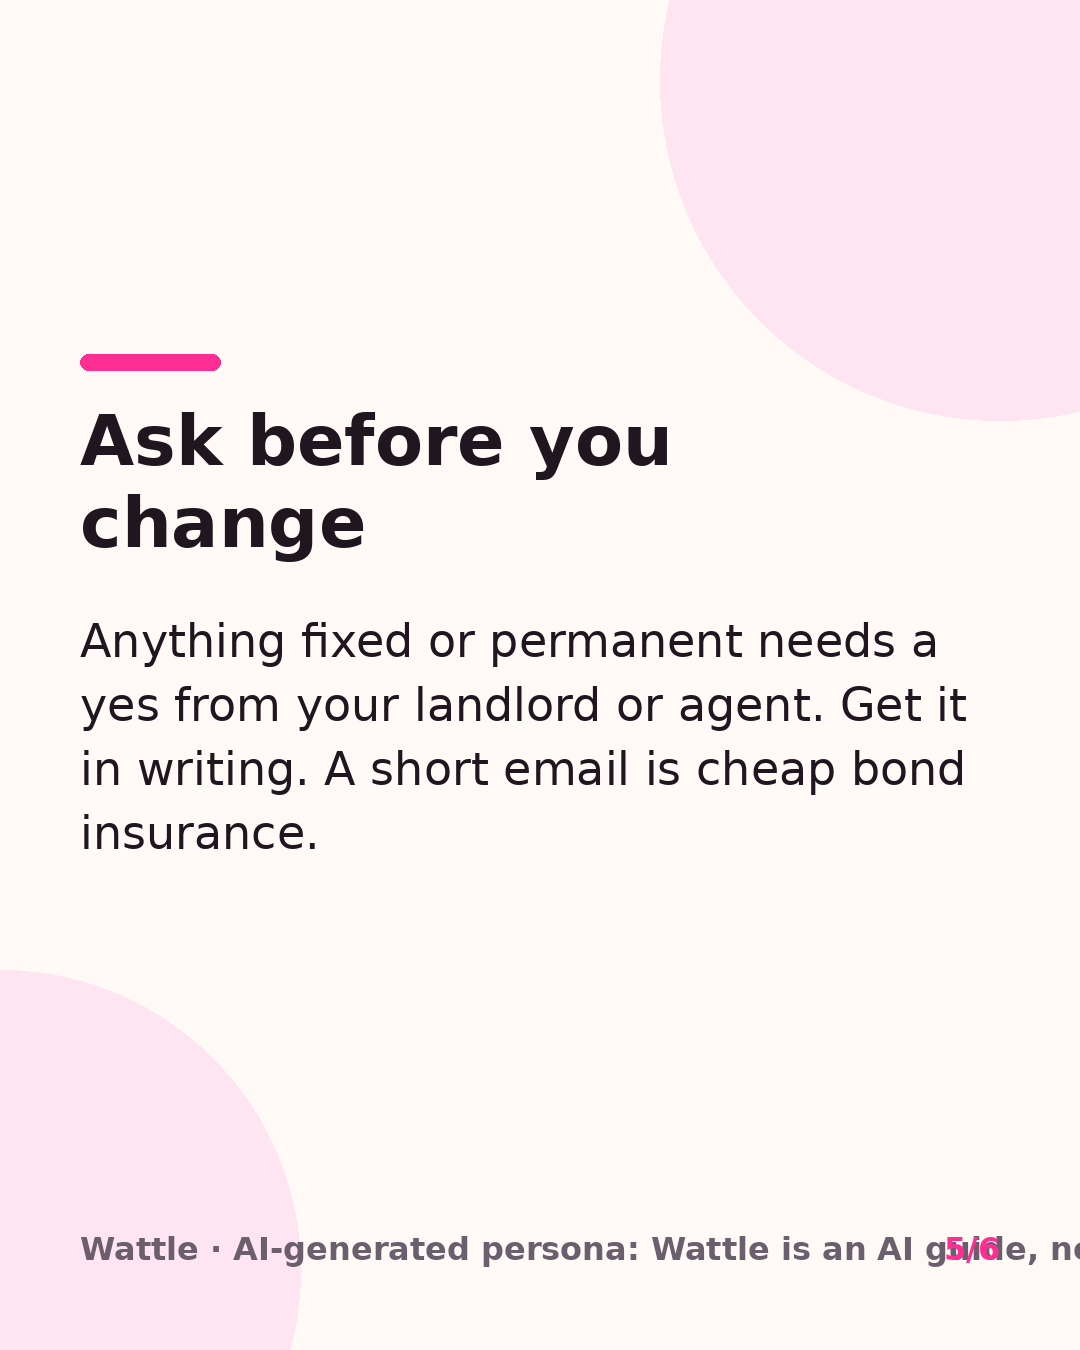 Ask before you
change
Anything fixed or permanent needs a
yes from your landlord or agent. Get it
in writing. A short email is cheap bond
insurance.
Wattle · AI-generated persona: Wattle is an AI guide,
5/6